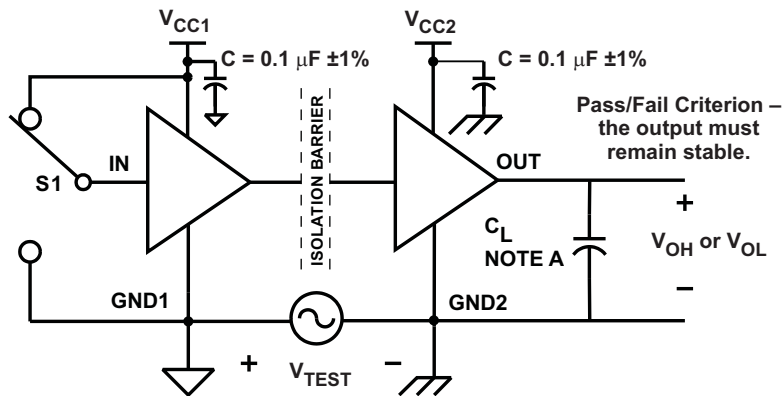 VCC1
VCC2
C = 0.1 μF ±1%
C = 0.1 μF ±1%
Pass/Fail Criterion –
the output must
remain stable.
IN
OUT
S1
ISOLATION BARRIER
+
CL
NOTE A
VOH or VOL
–
GND1
GND2
+
VTEST
–